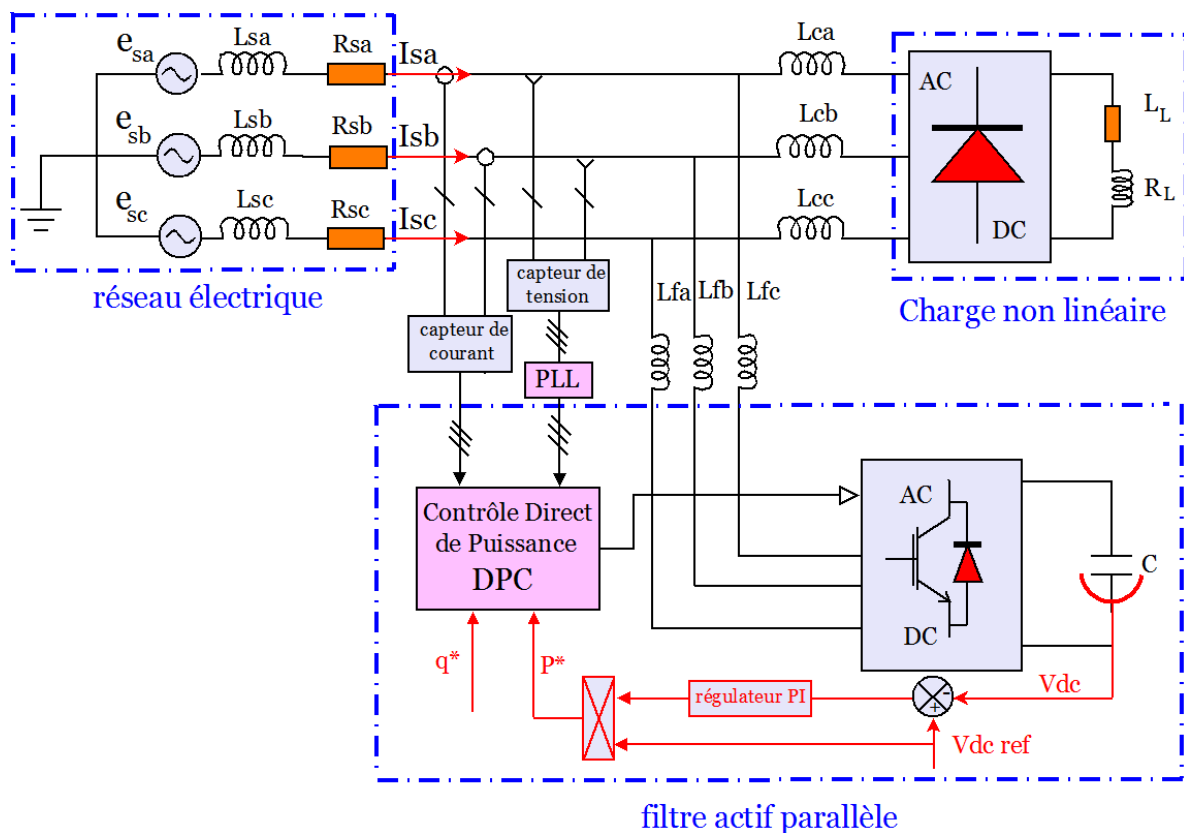 esa
Lsa
Rsa
Isa
esb
Lsb
Rsb
Isb
esc
Lsc
Rsc
Isc
réseau électrique
Lca
Lcb
Lcc
AC
DC
LL
RL
Charge non linéaire
capteur de
tension
capteur de
courant
PLL
Lfa
Lfb
Lfc
Contrôle Direct
de Puissance
DPC
AC
DC
C
q*
P*
régulateur PI
-
+
Vdc
Vdc ref
filtre actif parallèle